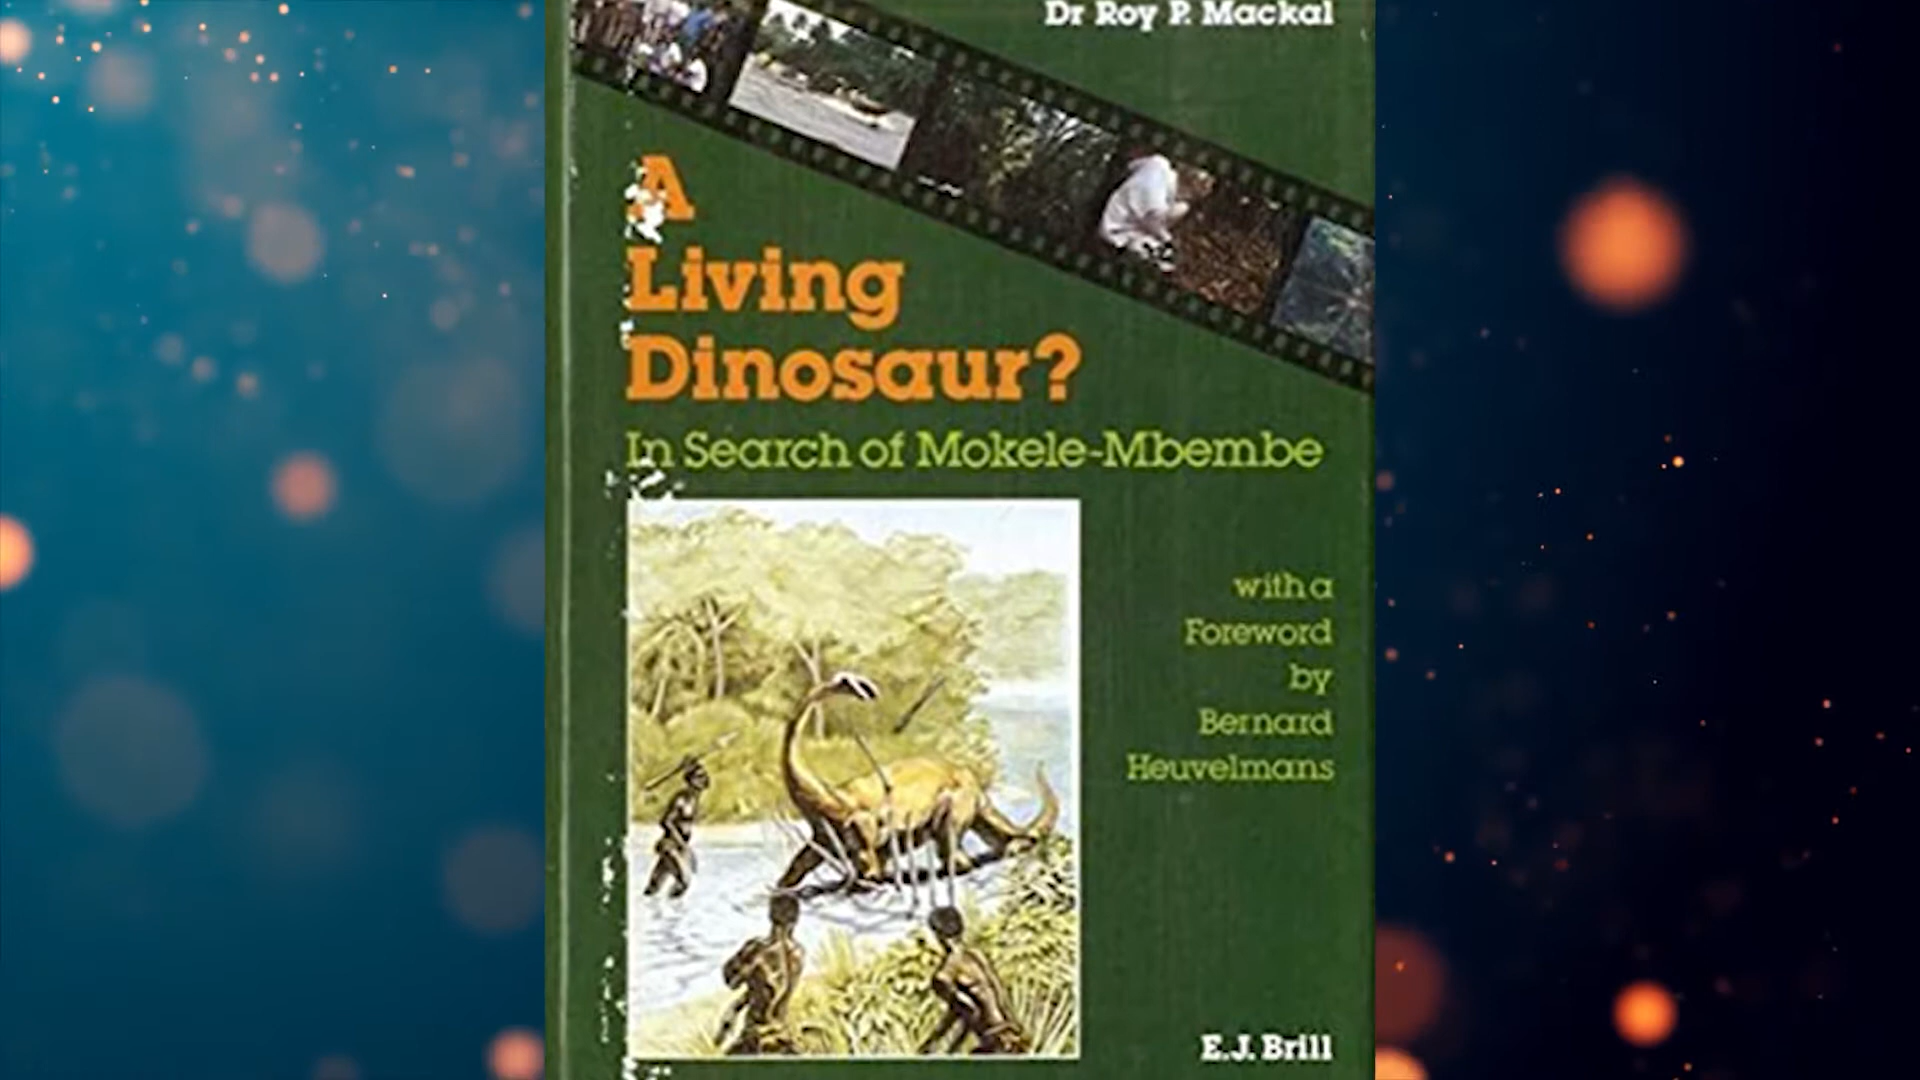 Dr Roy P. Mackal
A
Living
Dinosaur?
In Search of Mokele-Mbembe
with a
Foreword
by
Bernard
Heuvelmans
E.J. Brill